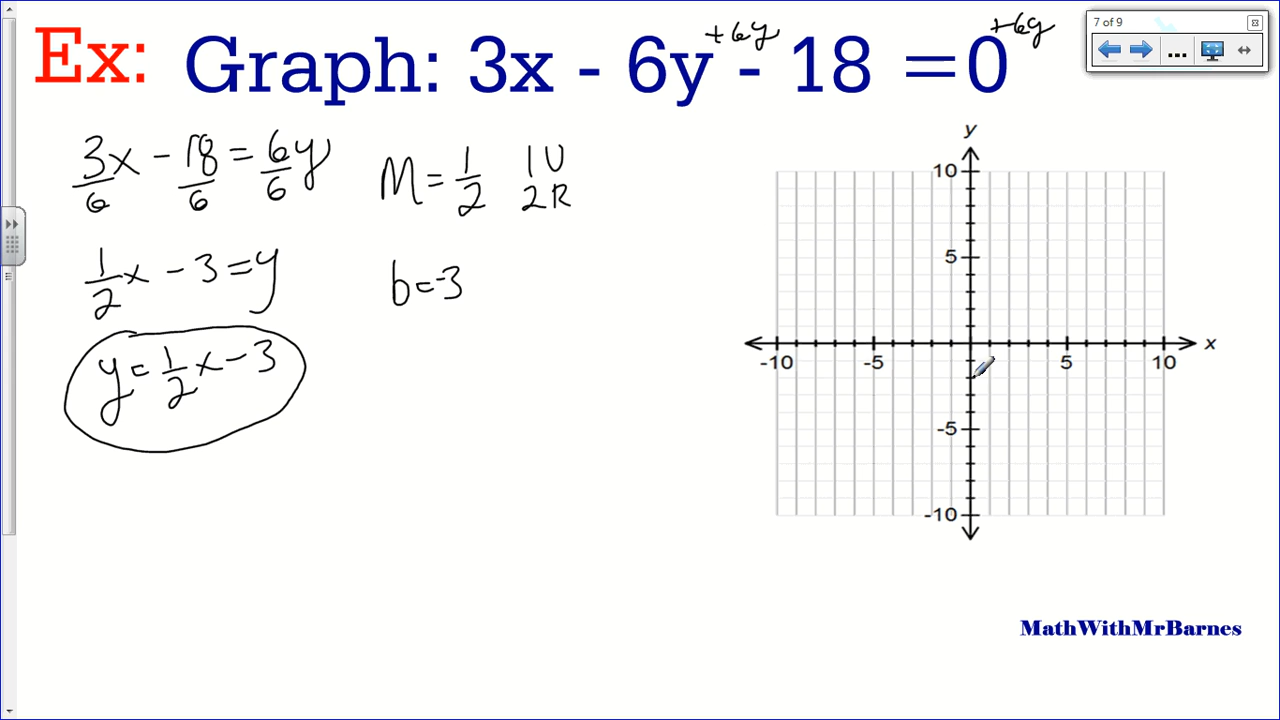 +6y +6y
Ex: Graph: 3x - 6y - 18 = 0
7 of 9
...
3x/6 - 18/6 = 6y/6
1/2x - 3 = y
y = 1/2x - 3
M = 1/2 1U
2R
b = -3
y
10
5
-10 -5 5 10 x
-5
-10
MathWithMrBarnes